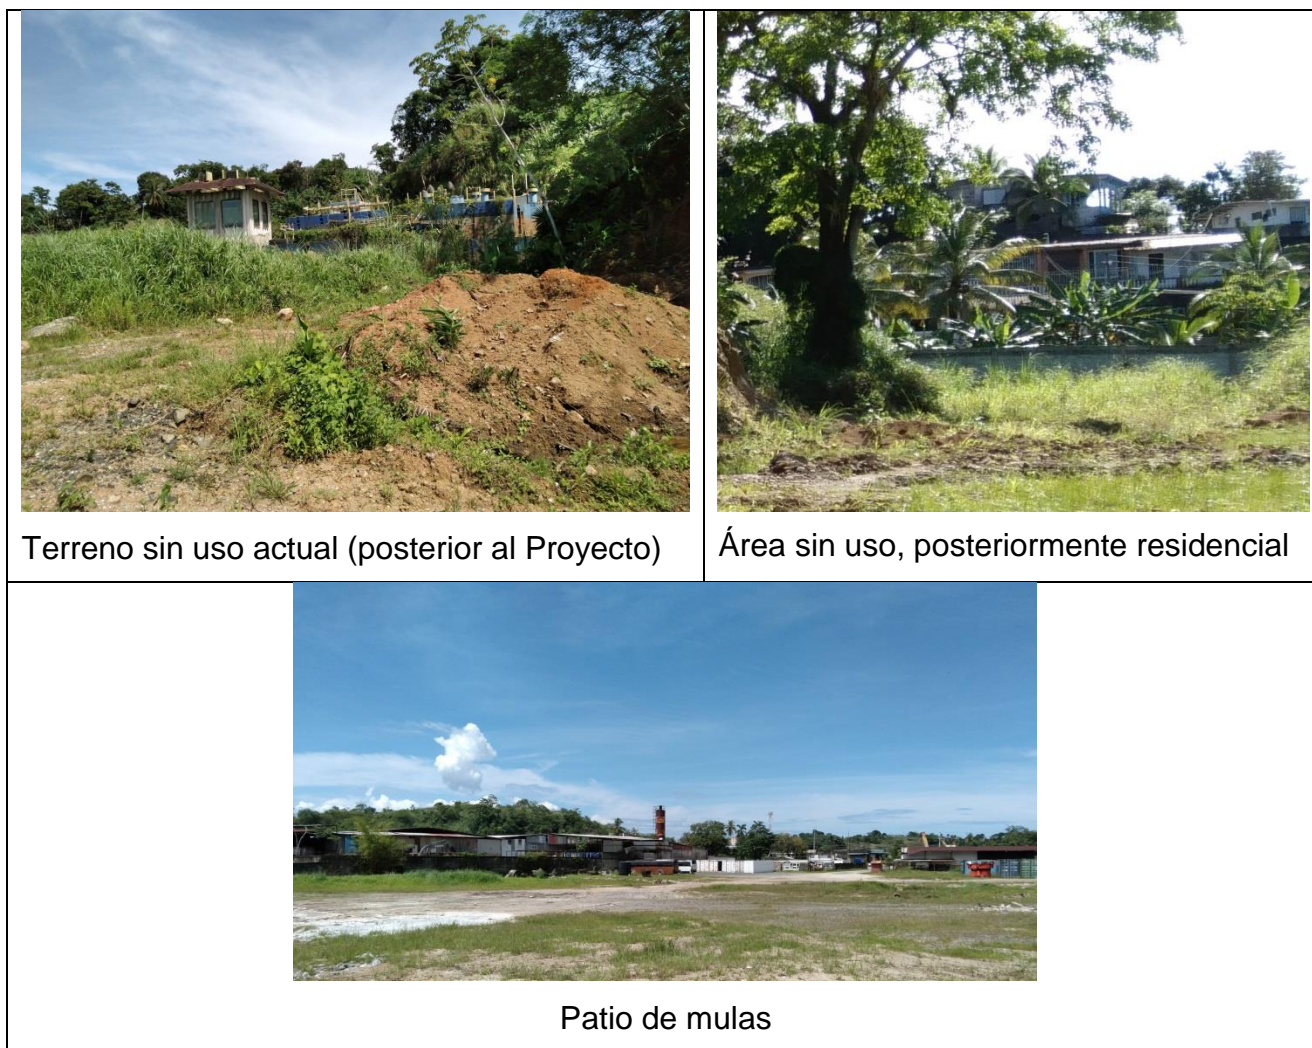 Terreno sin uso actual (posterior al Proyecto)
Área sin uso, posteriormente residencial
Patio de mulas